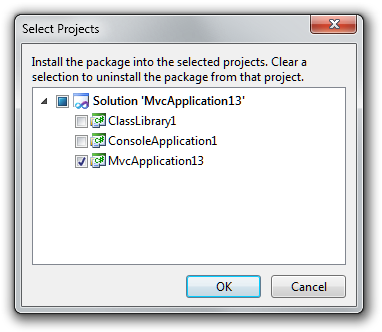 Select Projects
Install the package into the selected projects. Clear a
selection to uninstall the package from that project.
Solution 'MvcApplication13'
C# ClassLibrary1
C# ConsoleApplication1
C# MvcApplication13
OK Cancel